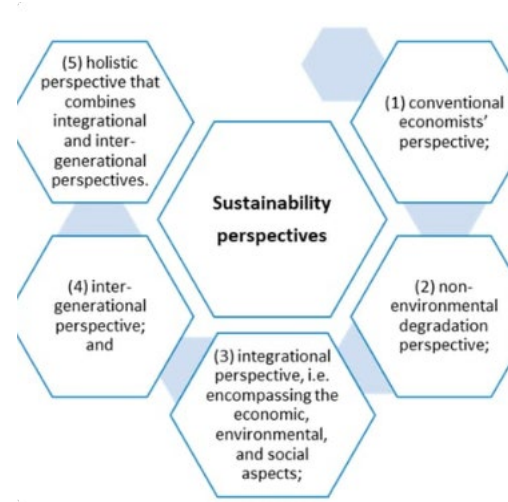 Sustainability
perspectives
(1) conventional
economists'
perspective;
(2) non-
environmental
degradation
perspective;
(3) integrational
perspective, i.e.
encompassing the
economic,
environmental,
and social
aspects;
(4) inter-
generational
perspective;
and
(5) holistic
perspective that
combines
integrational
and inter-
generational
perspectives.